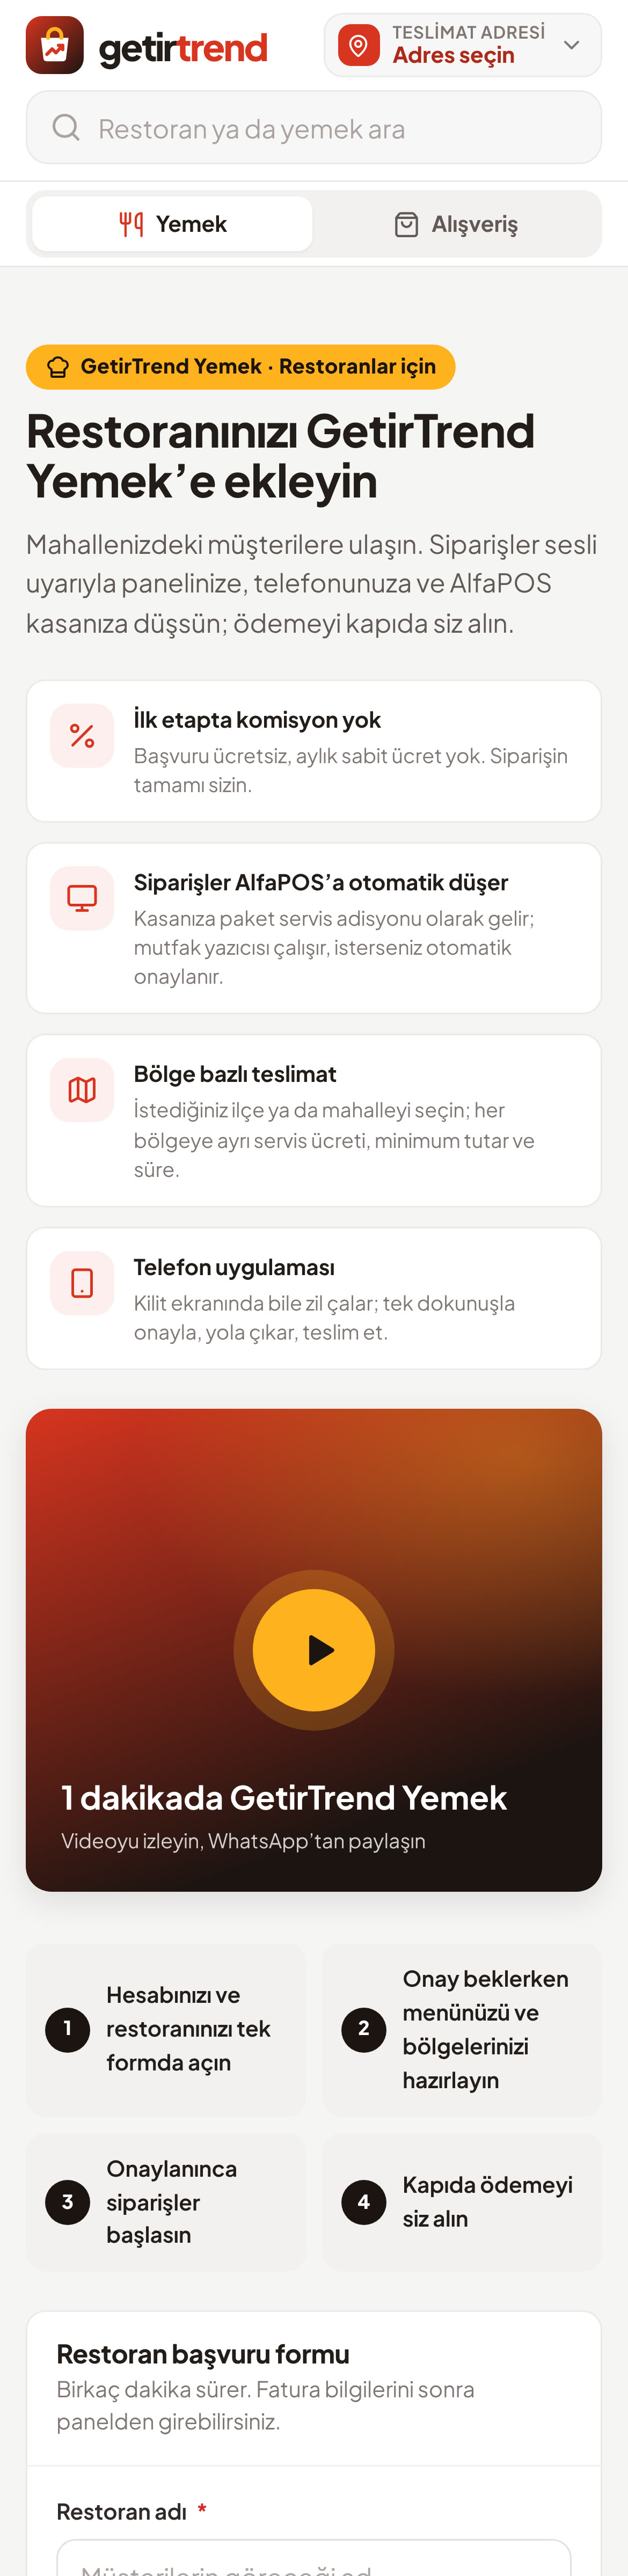 getirtrend
TESLİMAT ADRESİ
Adres seçin
Restoran ya da yemek ara
Yemek
Alışveriş
GetirTrend Yemek · Restoranlar için
Restoranınızı GetirTrend
Yemek’e ekleyin
Mahallenizdeki müşterilere ulaşın. Siparişler sesli
uyarıyla panelinize, telefonunuza ve AlfaPOS
kasanıza düşsün; ödemeyi kapıda siz alın.
İlk etapta komisyon yok
Başvuru ücretsiz, aylık sabit ücret yok. Siparişin
tamamı sizin.
Siparişler AlfaPOS’a otomatik düşer
Kasanıza paket servis adisyonu olarak gelir;
mutfak yazıcısı çalışır, isterseniz otomatik
onaylanır.
Bölge bazlı teslimat
İstediğiniz ilçe ya da mahalleyi seçin; her
bölgeye ayrı servis ücreti, minimum tutar ve
süre.
Telefon uygulaması
Kilit ekranında bile zil çalar; tek dokunuşla
onayla, yola çıkar, teslim et.
1 dakikada GetirTrend Yemek
Videoyu izleyin, WhatsApp’tan paylaşın
1
Hesabınızı ve
restoranınızı tek
formda açın
2
Onay beklerken
menünüzü ve
bölgelerinizi
hazırlayın
3
Onaylanınca
siparişler
başlasın
4
Kapıda ödemeyi
siz alın
Restoran başvuru formu
Birkaç dakika sürer. Fatura bilgilerini sonra
panelden girebilirsiniz.
Restoran adı *
Müşterilerin göreceği ad